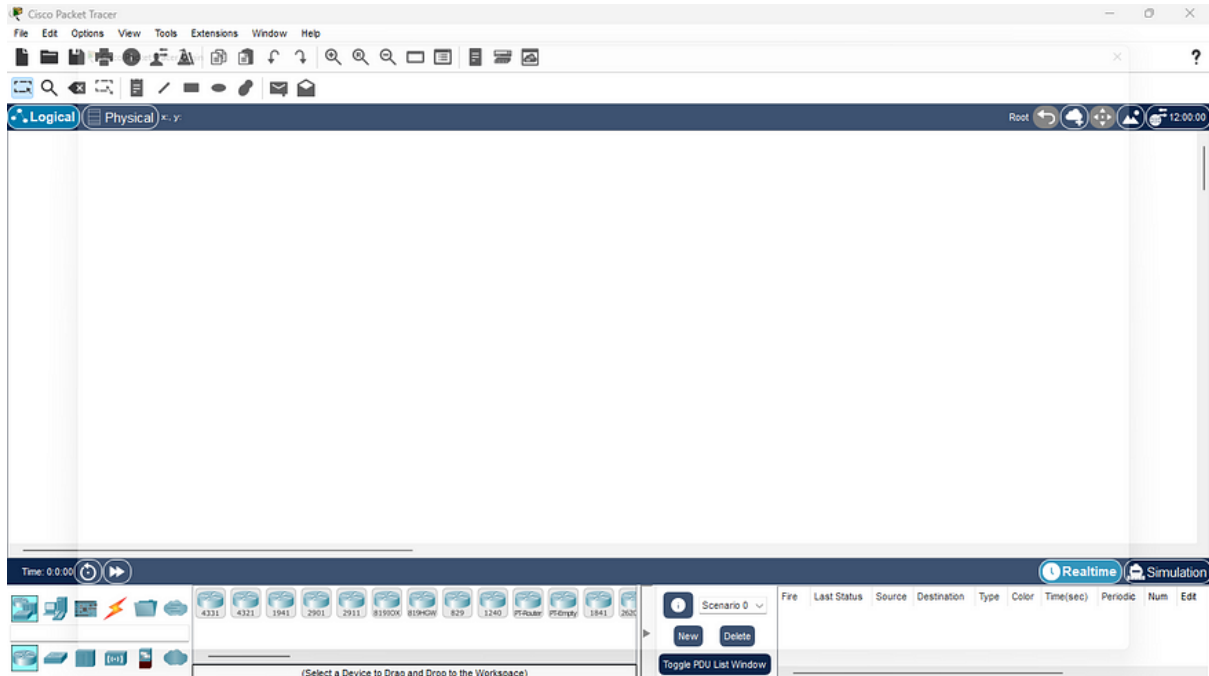 Cisco Packet Tracer
File Edit Options View Tools Extensions Window Help
?
Logical Physical x:, y:
Root 12:00:00
Time: 0:0:00
Realtime Simulation
4331 4321 1941 2901 2911 819IOX 819HGW 829 1240 PT-Router PT-Empty 1841 262
Scenario 0
Fire Last Status Source Destination Type Color Time(sec) Periodic Num Edit
New Delete
Toggle PDU List Window
(Select a Device to Drag and Drop to the Workspace)